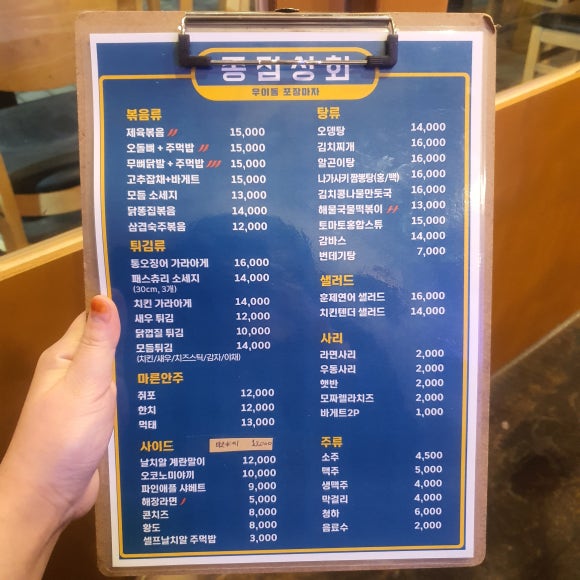 종점상회
우이동 포장마차
볶음류
제육볶음 15,000
오돌뼈 + 주먹밥 15,000
무뼈닭발 + 주먹밥 15,000
고추잡채+바게트 15,000
모듬 소세지 13,000
닭똥집볶음 14,000
삼겹숙주볶음 12,000
튀김류
통오징어 가라아게 16,000
패스츄리 소세지 14,000
(30cm, 3개)
치킨 가라아게 14,000
새우 튀김 12,000
닭껍질 튀김 10,000
모듬튀김 14,000
(치킨/새우/치즈스틱/감자/야채)
마른안주
쥐포 12,000
한치 12,000
먹태 13,000
사이드
13,000
날치알 계란말이 12,000
오코노미야끼 10,000
파인애플 샤베트 9,000
해장라면 5,000
콘치즈 8,000
황도 8,000
셀프날치알 주먹밥 3,000
탕류
오뎅탕 14,000
김치찌개 16,000
알곤이탕 16,000
나가사키 짬뽕탕(홍/백) 16,000
김치콩나물만둣국 16,000
해물국물떡볶이 13,000
토마토홍합스튜 15,000
감바스 14,000
번데기탕 7,000
샐러드
훈제연어 샐러드 16,000
치킨텐더 샐러드 14,000
사리
라면사리 2,000
우동사리 2,000
햇반 2,000
모짜렐라치즈 2,000
바게트2P 1,000
주류
소주 4,500
맥주 5,000
생맥주 4,000
막걸리 4,000
청하 6,000
음료수 2,000